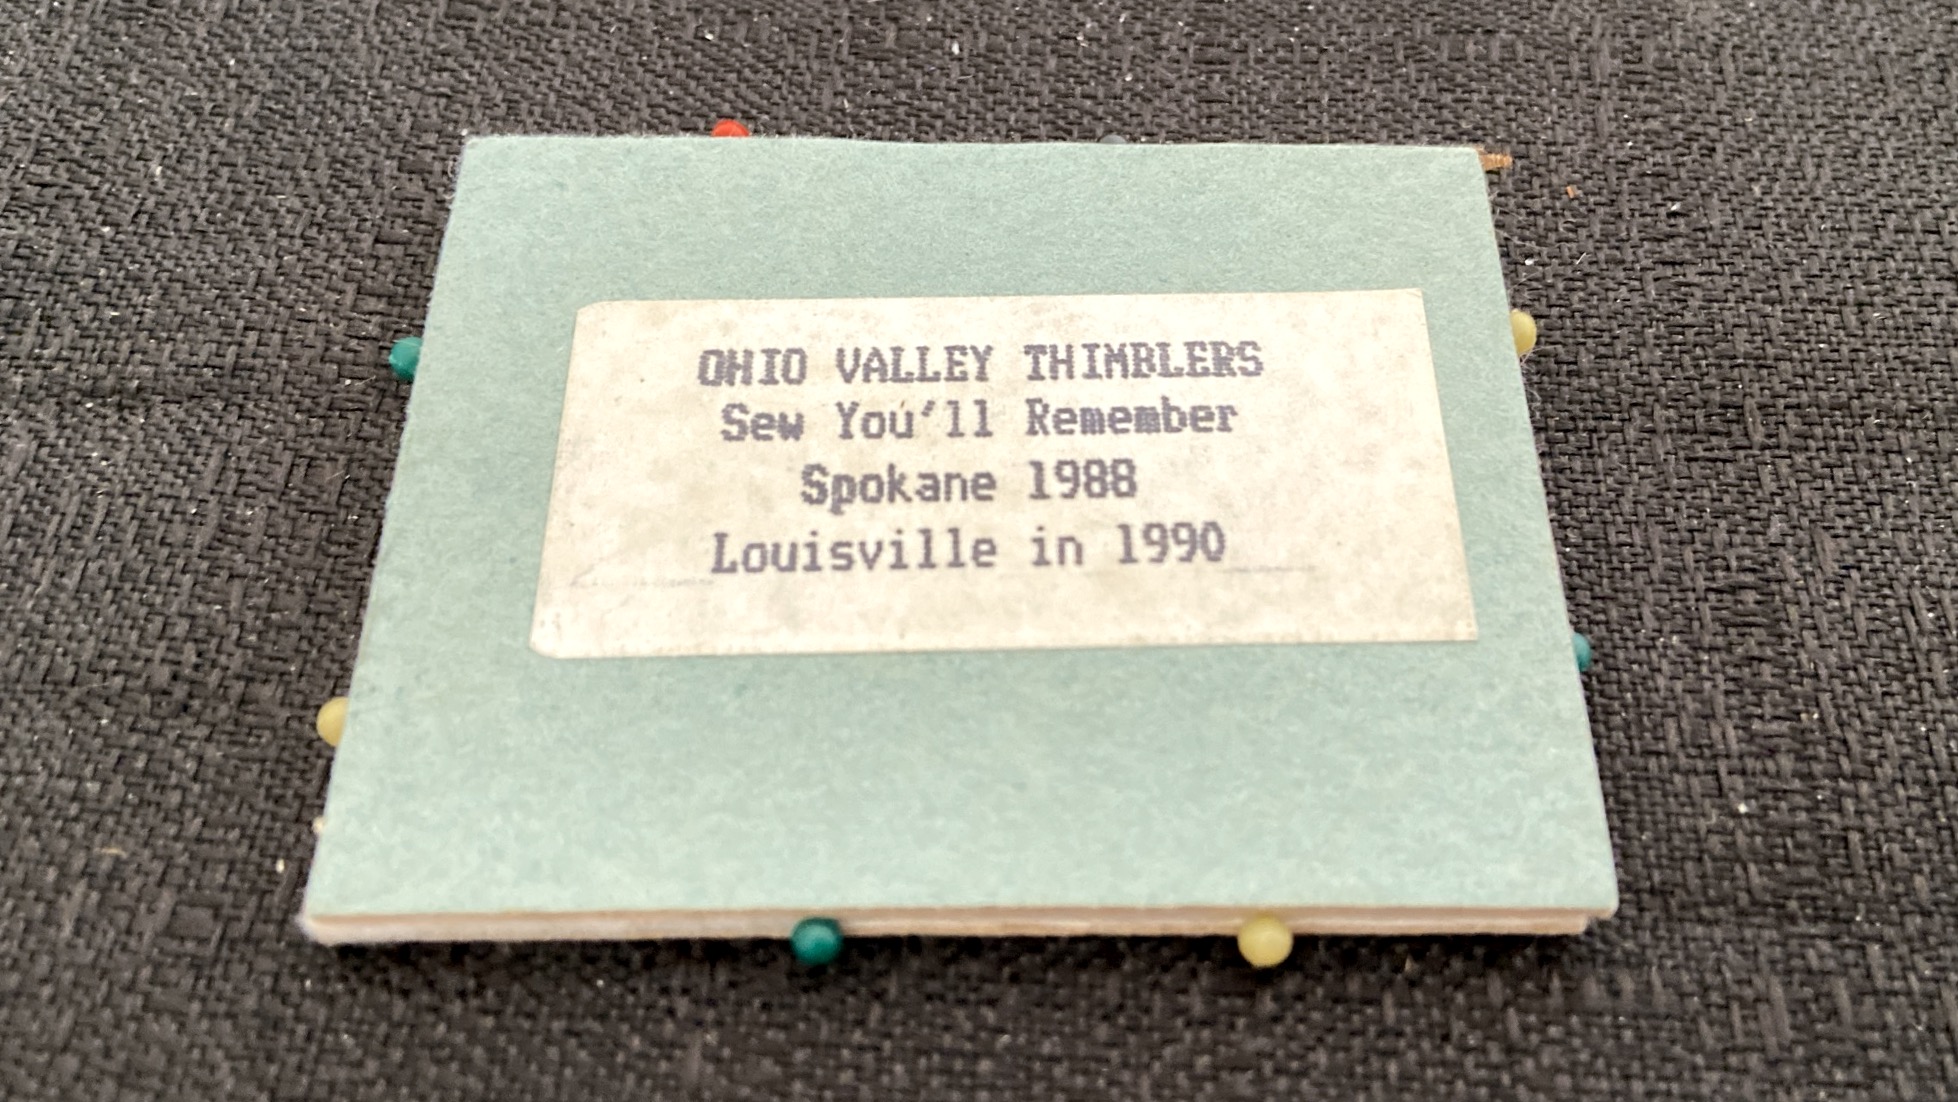 OHIO VALLEY THIMBLERS
Sew You'll Remember
Spokane 1988
Louisville in 1990